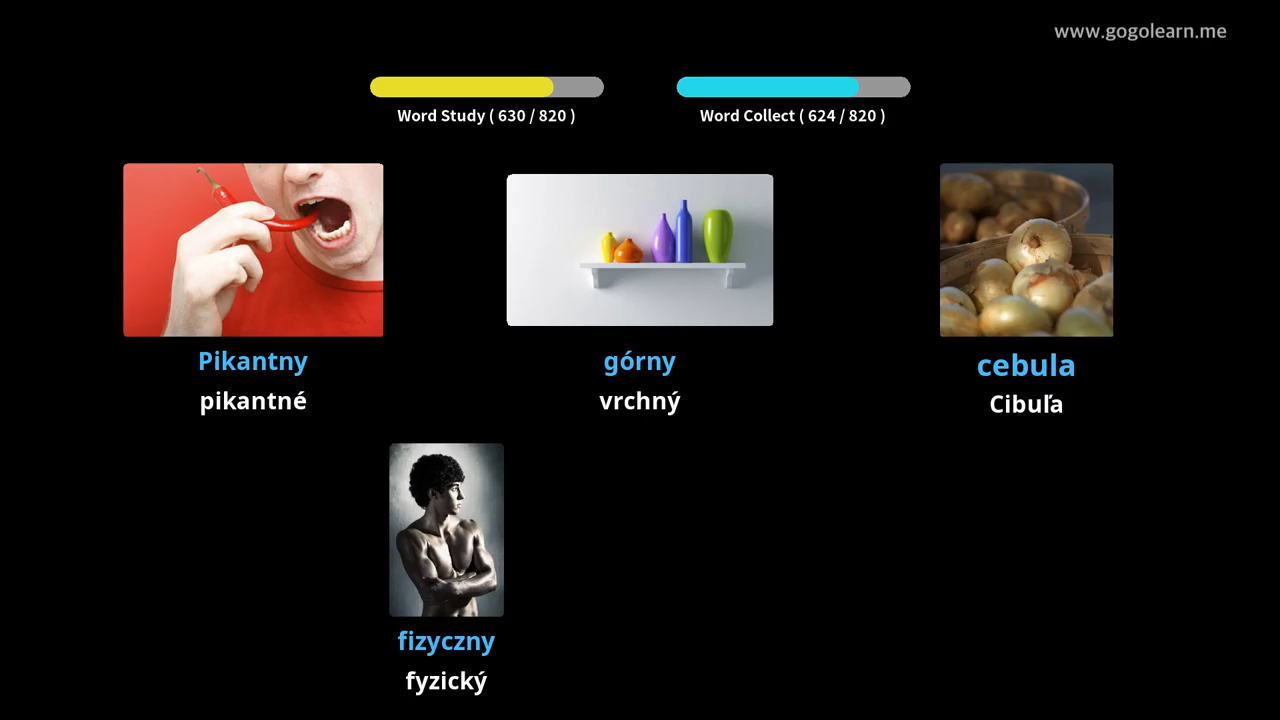 www.gogolearn.me
Word Study ( 630 / 820 )
Word Collect ( 624 / 820 )
Pikantny
pikantné
górny
vrchný
cebula
Cibuľa
fizyczny
fyzický